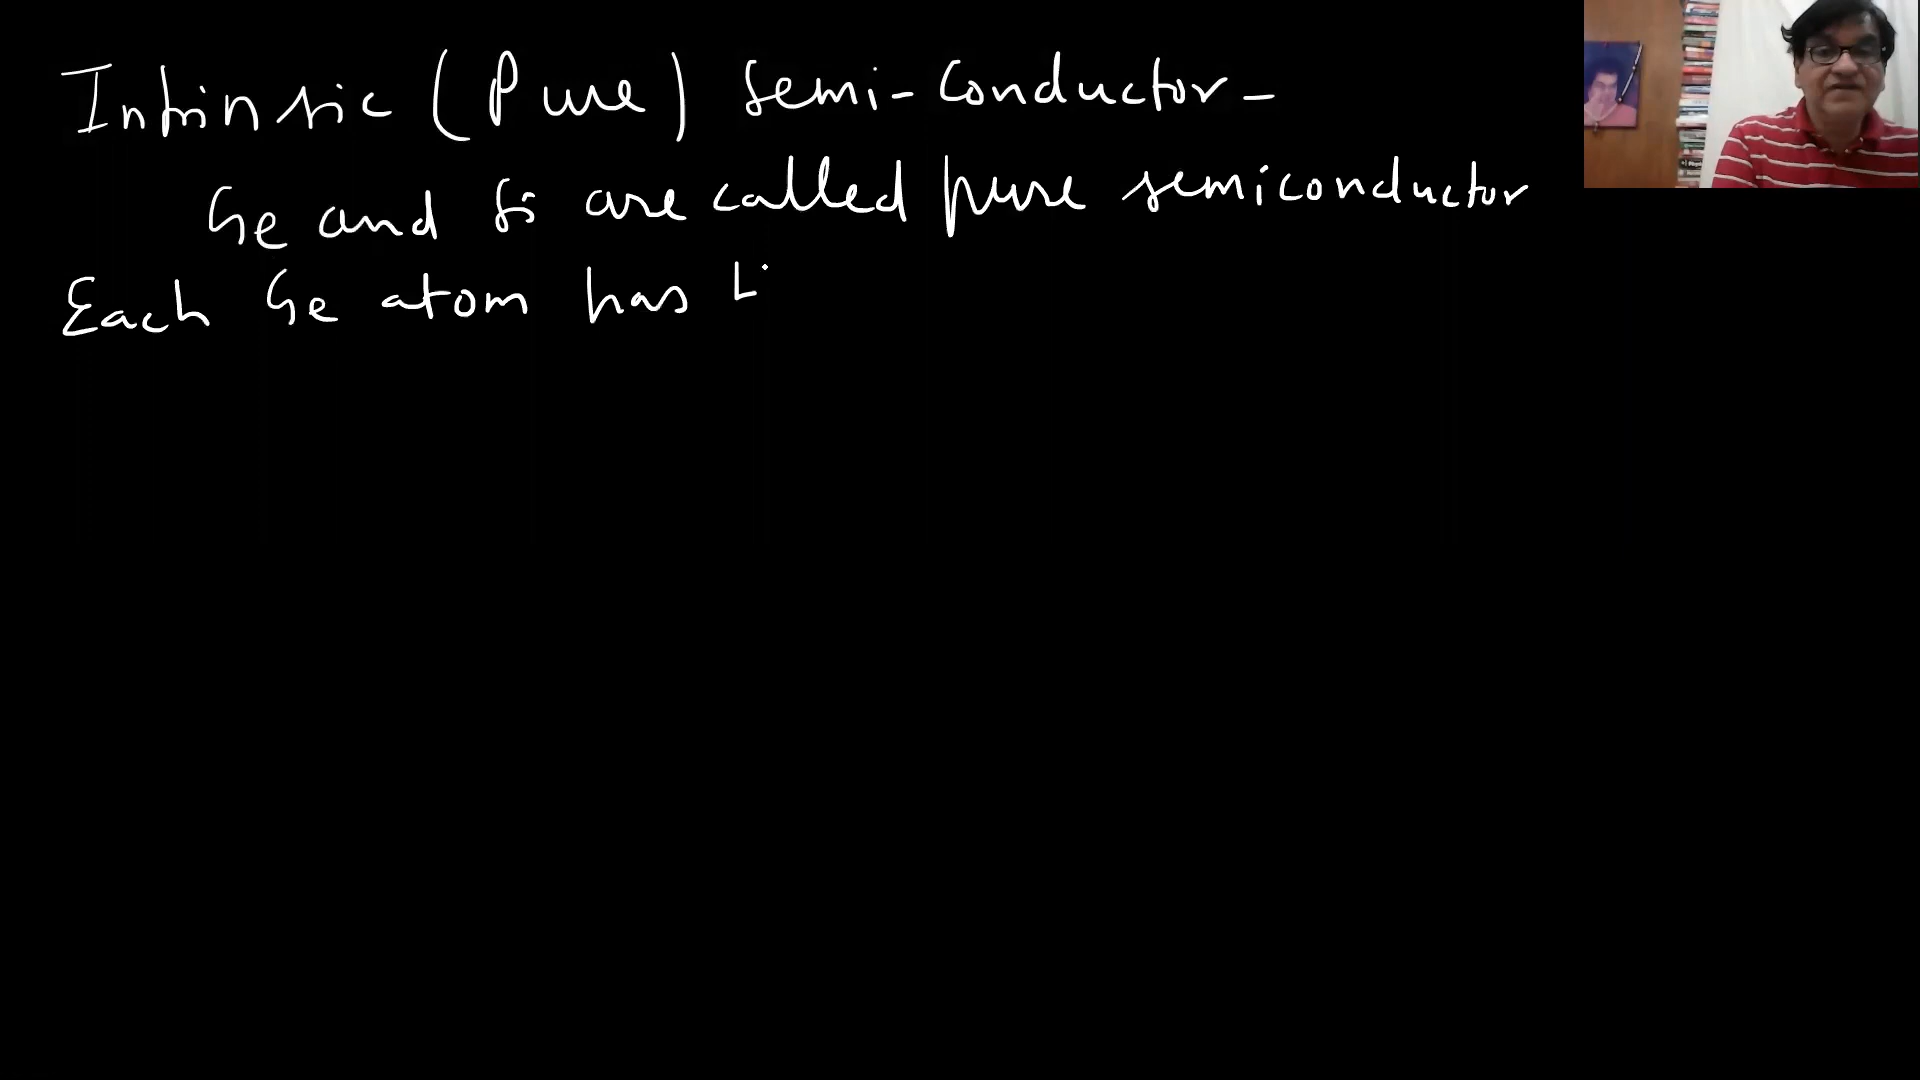 Intrinsic (Pure) Semi-Conductor-
Ge and Si are called pure semiconductor
Each Ge atom has